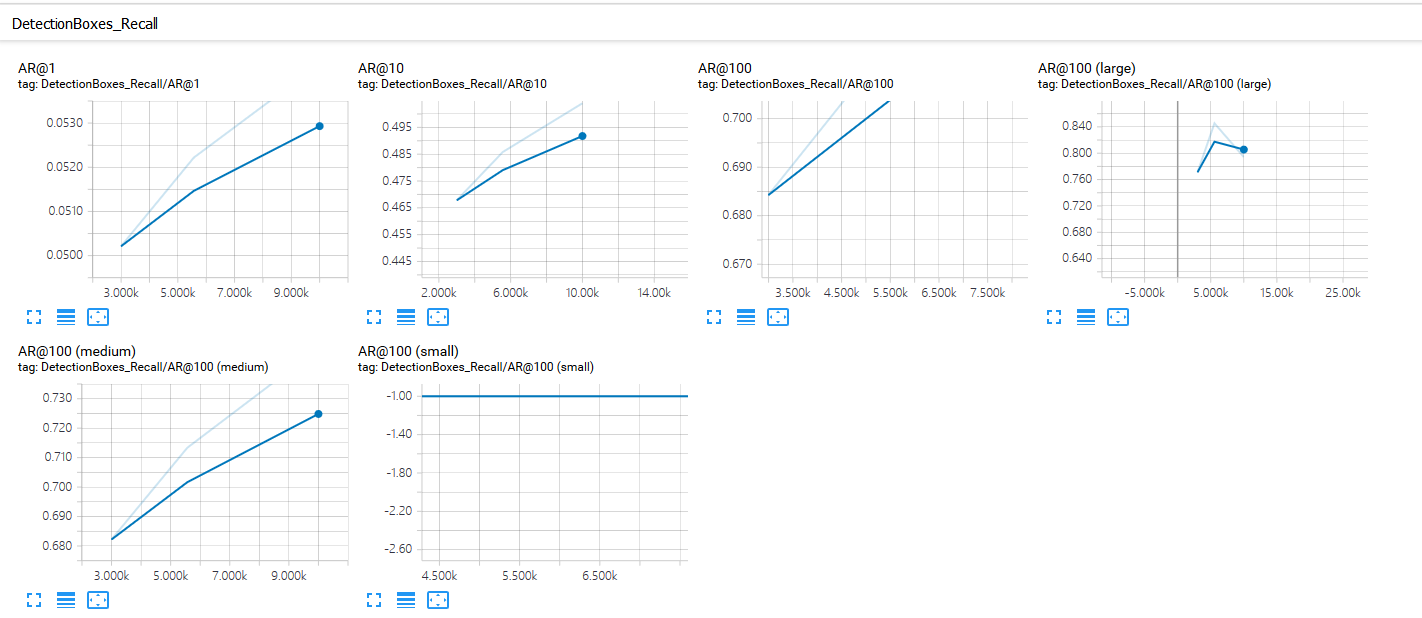 DetectionBoxes_Recall
AR@1
tag: DetectionBoxes_Recall/AR@1
0.0530
0.0520
0.0510
0.0500
3.000k 5.000k 7.000k 9.000k
AR@10
tag: DetectionBoxes_Recall/AR@10
0.495
0.485
0.475
0.465
0.455
0.445
2.000k 6.000k 10.00k 14.00k
AR@100
tag: DetectionBoxes_Recall/AR@100
0.700
0.690
0.680
0.670
3.500k 4.500k 5.500k 6.500k 7.500k
AR@100 (large)
tag: DetectionBoxes_Recall/AR@100 (large)
0.840
0.800
0.760
0.720
0.680
0.640
-5.000k 5.000k 15.00k 25.00k
AR@100 (medium)
tag: DetectionBoxes_Recall/AR@100 (medium)
0.730
0.720
0.710
0.700
0.690
0.680
3.000k 5.000k 7.000k 9.000k
AR@100 (small)
tag: DetectionBoxes_Recall/AR@100 (small)
-1.00
-1.40
-1.80
-2.20
-2.60
4.500k 5.500k 6.500k